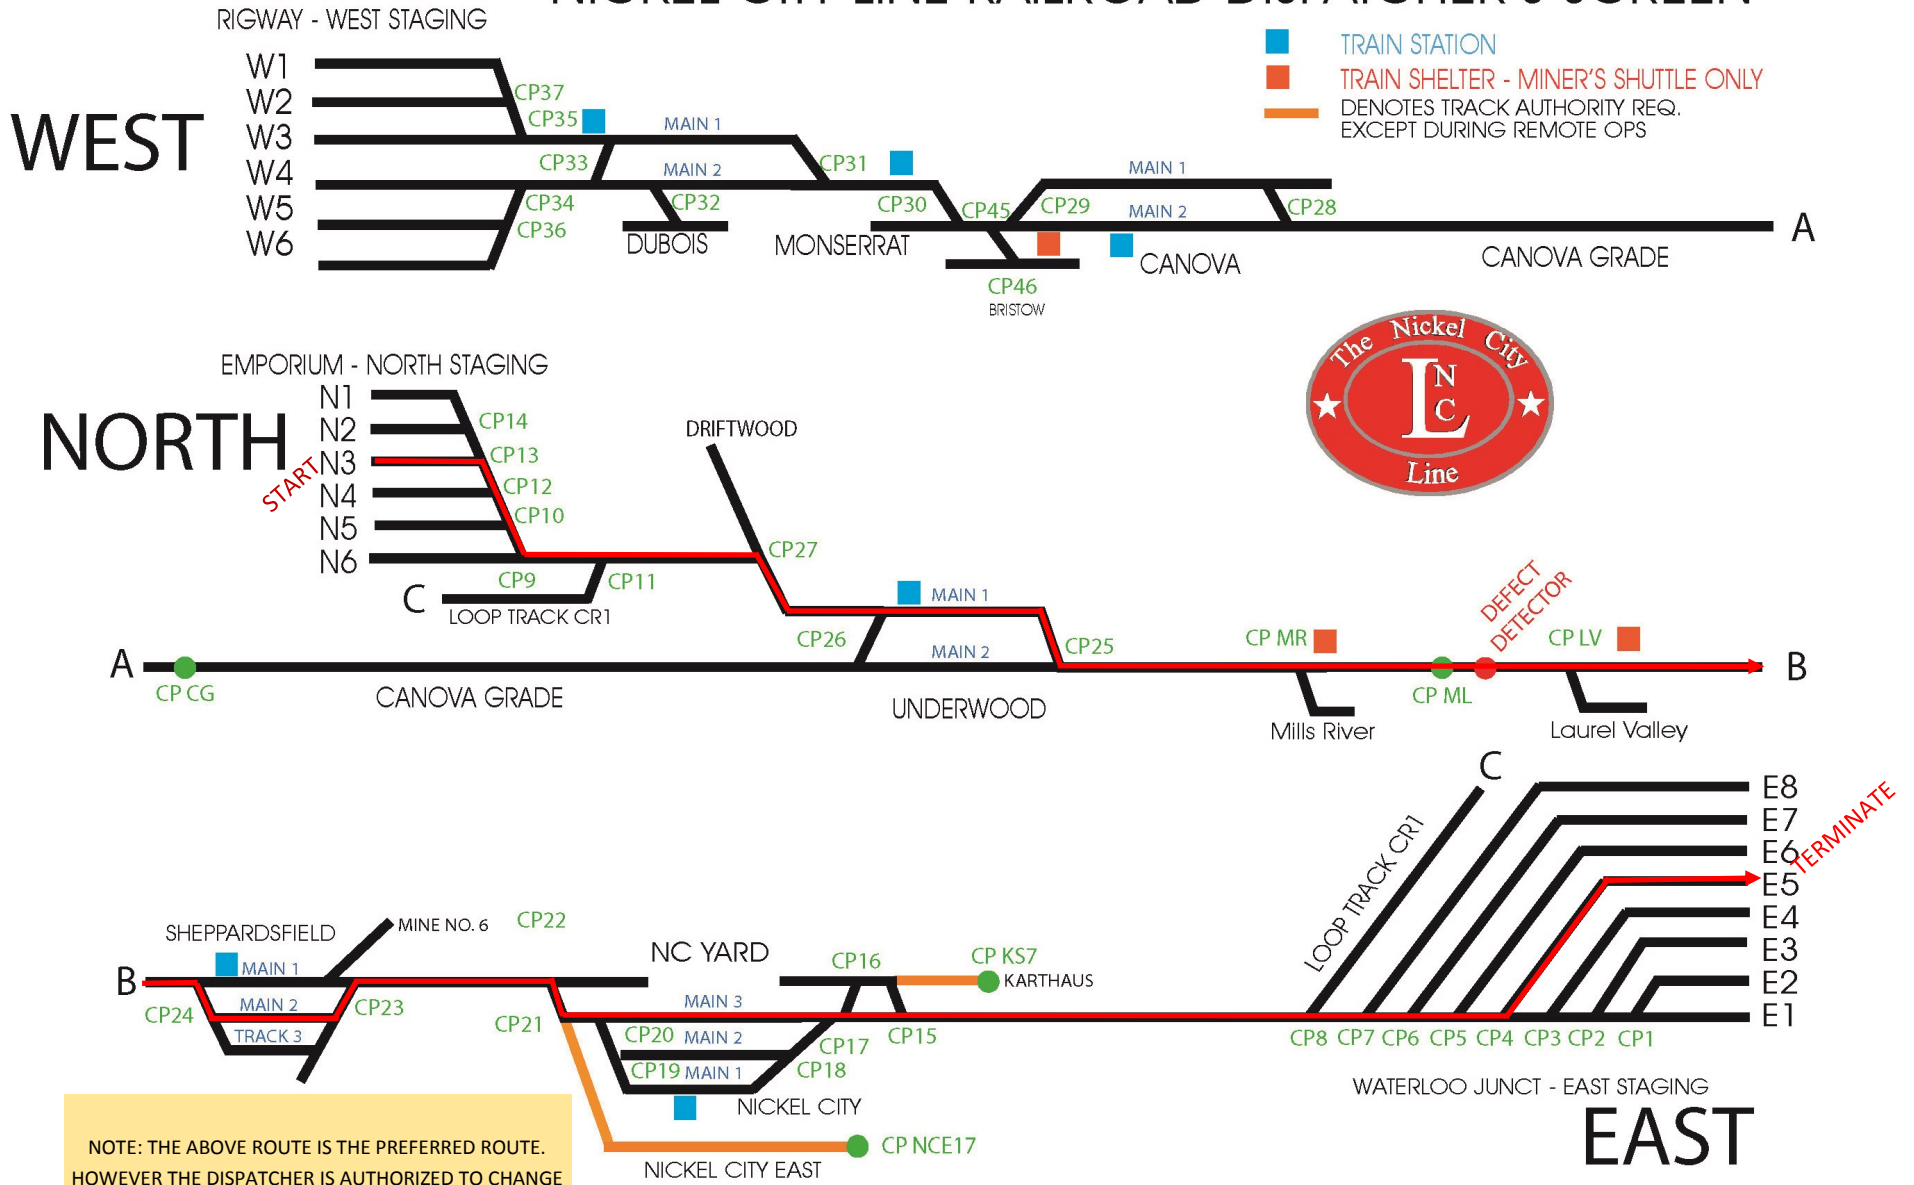 NICKEL CITY LINE RAILROAD DISPATCHER'S SCREEN
RIGWAY - WEST STAGING
TRAIN STATION
TRAIN SHELTER - MINER'S SHUTTLE ONLY
DENOTES TRACK AUTHORITY REQ.
EXCEPT DURING REMOTE OPS
WEST
W1
W2
W3
W4
W5
W6
CP37
CP35
MAIN 1
CP33
MAIN 2
CP31
CP34
CP36
CP32
DUBOIS
MONSERRAT
CP30
CP45
CP29
MAIN 1
MAIN 2
CP28
CANOVA
CANOVA GRADE
A
CP46
BRISTOW
The Nickel City
L N C
Line
EMPORIUM - NORTH STAGING
NORTH
START
N1
N2
N3
N4
N5
N6
CP14
CP13
CP12
CP10
CP9
CP11
C
LOOP TRACK CR1
DRIFTWOOD
CP27
MAIN 1
CP26
MAIN 2
CP25
CP MR
DEFECT
DETECTOR
CP LV
A
CP CG
CANOVA GRADE
UNDERWOOD
CP ML
B
Mills River
Laurel Valley
C
LOOP TRACK CR1
E8
E7
E6
E5
E4
E3
E2
E1
TERMINATE
SHEPPARDSFIELD
MINE NO. 6
CP22
NC YARD
B
MAIN 1
CP24
MAIN 2
CP23
TRACK 3
CP21
MAIN 3
CP20
MAIN 2
CP19
MAIN 1
CP16
CP KS7
KARTHAUS
CP17
CP15
CP18
NICKEL CITY
CP8
CP7
CP6
CP5
CP4
CP3
CP2
CP1
WATERLOO JUNCT - EAST STAGING
EAST
CP NCE17
NICKEL CITY EAST
NOTE: THE ABOVE ROUTE IS THE PREFERRED ROUTE.
HOWEVER THE DISPATCHER IS AUTHORIZED TO CHANGE